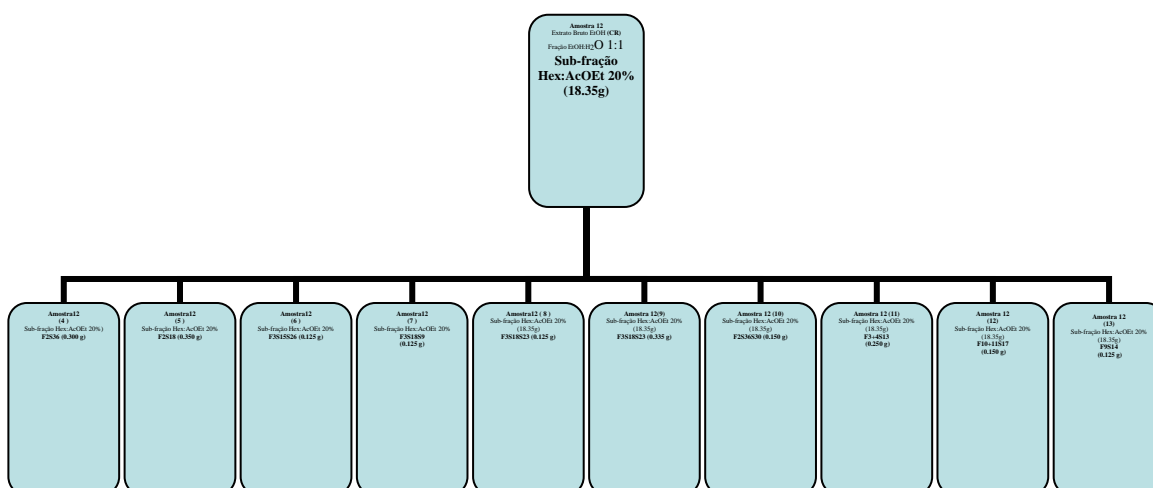 Amostra 12
Extrato Bruto EtOH (CR)
Fração EtOH:H2O 1:1
Sub-fração
Hex:AcOEt 20%
(18.35g)
Amostra12
(4 )
Sub-fração Hex:AcOEt 20%)
F2S36 (0.300 g)
Amostra12
(5 )
Sub-fração Hex:AcOEt 20%
F2S18 (0.350 g)
Amostra12
(6 )
Sub-fração Hex:AcOEt 20%
F3S15S26 (0.125 g)
Amostra12
(7 )
Sub-fração Hex:AcOEt 20%
F3S18S9
(0.125 g)
Amostra12 ( 8 )
Sub-fração Hex:AcOEt 20%
(18.35g)
F3S18S23 (0.125 g)
Amostra 12(9)
Sub-fração Hex:AcOEt 20%
(18.35g)
F3S18S23 (0.335 g)
Amostra 12 (10)
Sub-fração Hex:AcOEt 20%
(18.35g)
F2S36S30 (0.150 g)
Amostra 12 (11)
Sub-fração Hex:AcOEt 20%
(18.35g)
F3+4S13
(0.250 g)
Amostra 12
(12)
Sub-fração Hex:AcOEt 20%
(18.35g)
F10+11S17
(0.150 g)
Amostra 12
(13)
Sub-fração Hex:AcOEt 20%
(18.35g)
F9S14
(0.125 g)